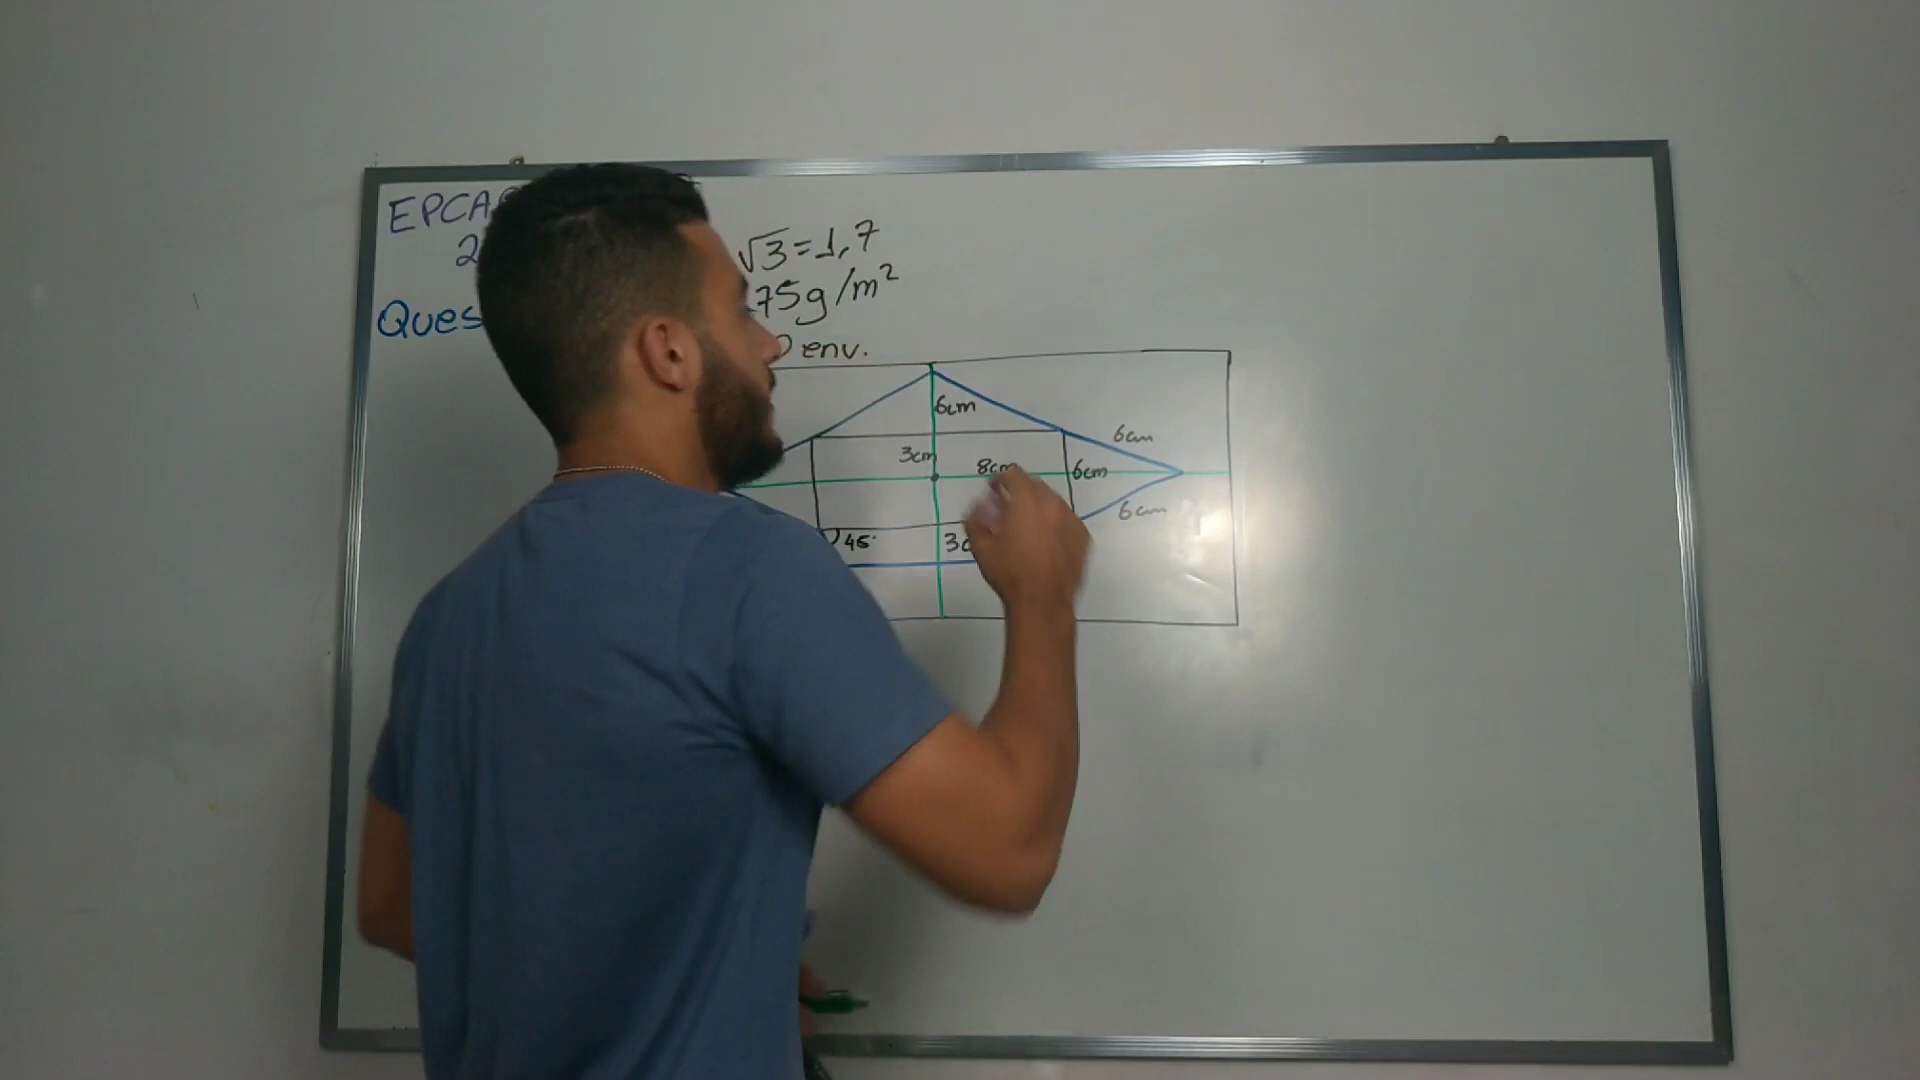 EPCA
2
√3=1,7
75g/m²
Ques
env.
6cm
6cm
3cm
8cm
6cm
6cm
45°
3c